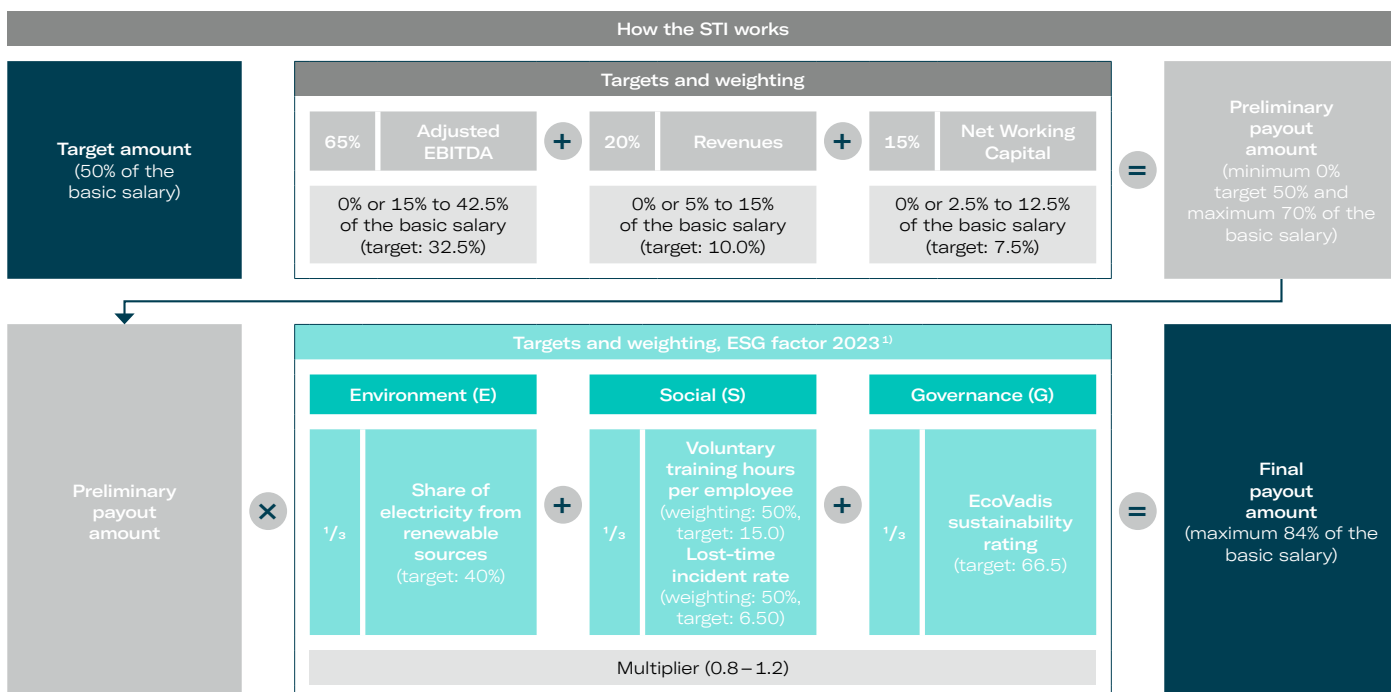 How the STI works
Target amount
(50% of the
basic salary)
Targets and weighting
65%
Adjusted
EBITDA
+
20%
Revenues
+
15%
Net Working
Capital
0% or 15% to 42.5%
of the basic salary
(target: 32.5%)
0% or 5% to 15%
of the basic salary
(target: 10.0%)
0% or 2.5% to 12.5%
of the basic salary
(target: 7.5%)
=
Preliminary
payout
amount
(minimum 0%
target 50% and
maximum 70% of the
basic salary)
Preliminary
payout
amount
×
Targets and weighting, ESG factor 2023 ¹⁾
Environment (E)
Social (S)
Governance (G)
¹/₃
Share of
electricity from
renewable
sources
(target: 40%)
+
¹/₃
Voluntary
training hours
per employee
(weighting: 50%,
target: 15.0)
Lost-time
incident rate
(weighting: 50%,
target: 6.50)
+
¹/₃
EcoVadis
sustainability
rating
(target: 66.5)
Multiplier (0.8 – 1.2)
=
Final
payout
amount
(maximum 84% of the
basic salary)